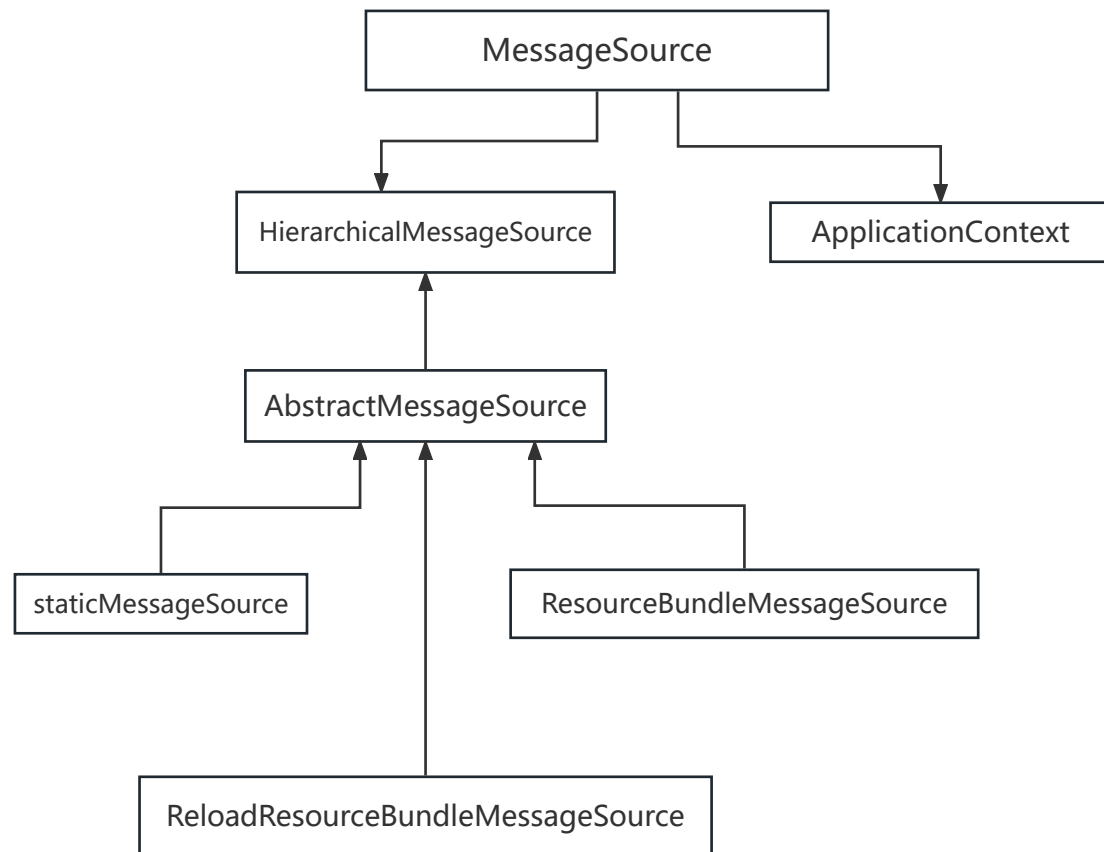 MessageSource
HierarchicalMessageSource
ApplicationContext
AbstractMessageSource
staticMessageSource
ResourceBundleMessageSource
ReloadResourceBundleMessageSource